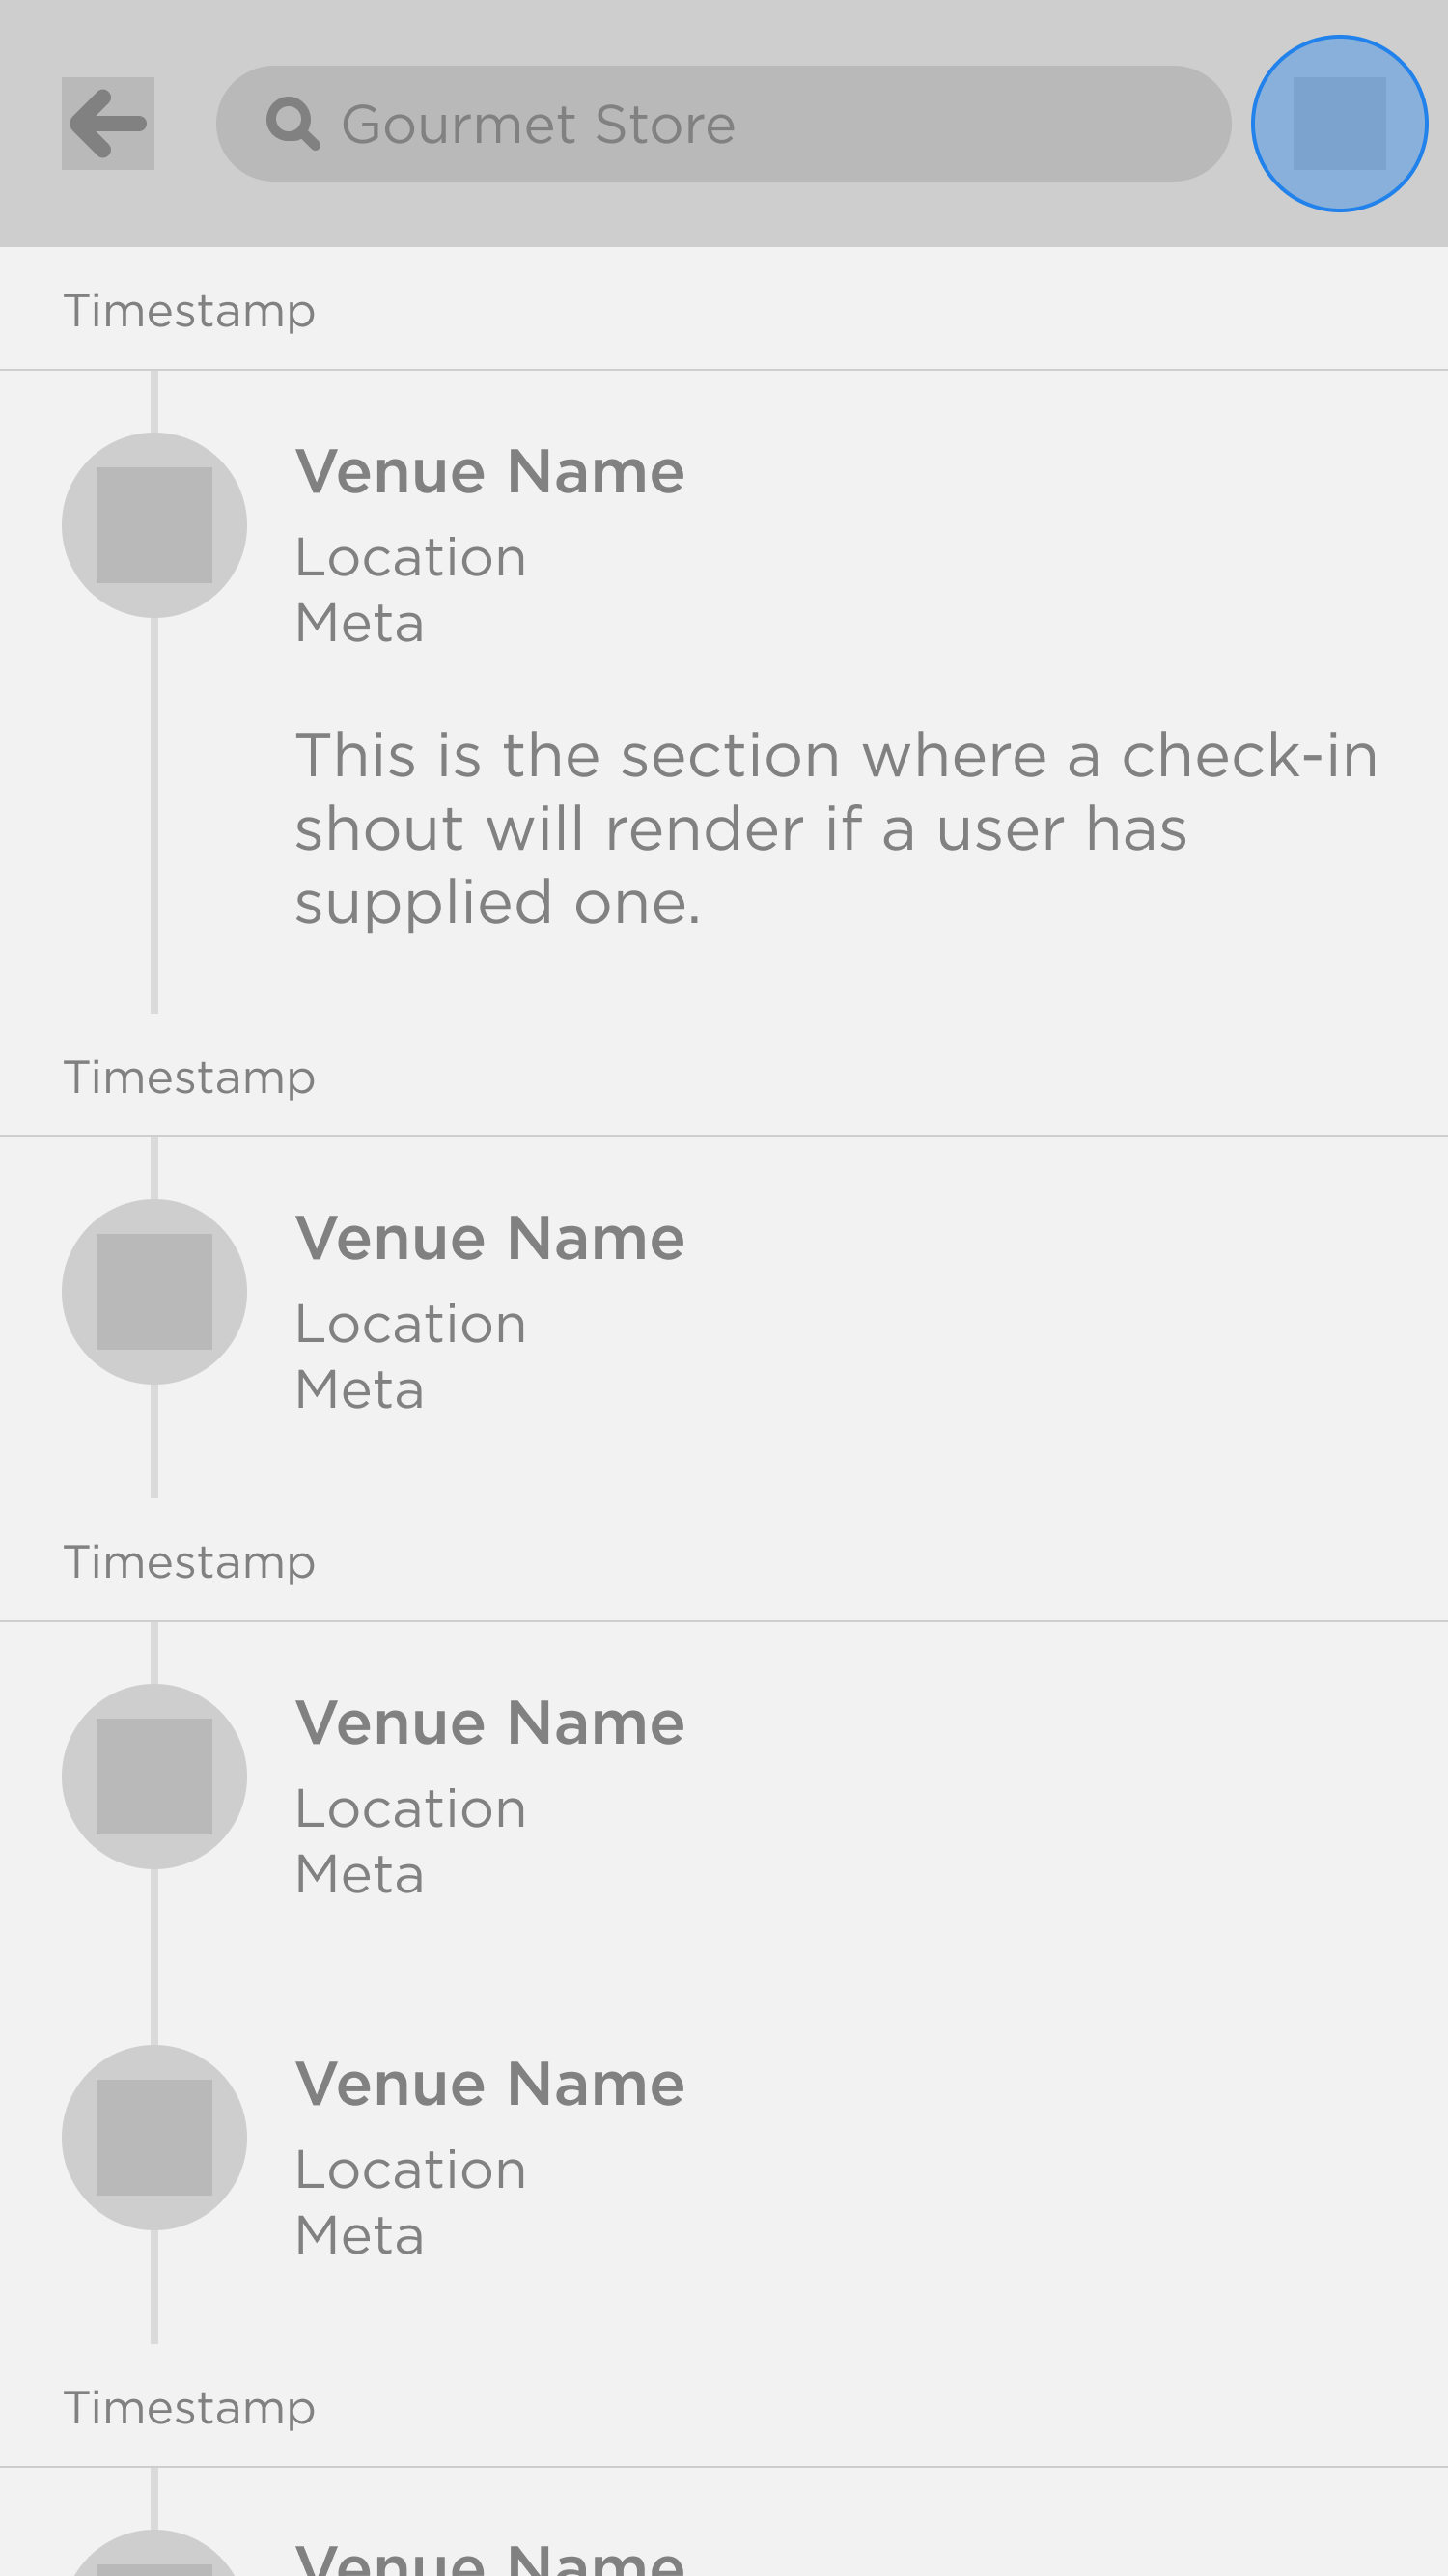 Gourmet Store
Timestamp
Venue Name
Location
Meta
This is the section where a check-in
shout will render if a user has
supplied one.
Timestamp
Venue Name
Location
Meta
Timestamp
Venue Name
Location
Meta
Venue Name
Location
Meta
Timestamp
Venue Name